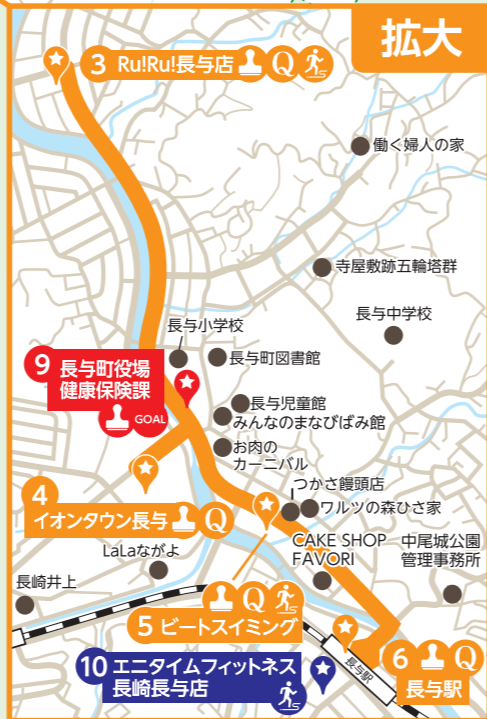 拡大
3 Ru!Ru!長与店 Q
働く婦人の家
寺屋敷跡五輪塔群
長与中学校
長与小学校
長与町図書館
9 長与町役場
健康保険課
GOAL
長与児童館
みんなのまなびばみ館
お肉の
カーニバル
4
イオンタウン長与 Q
つかさ饅頭店
ワルツの森ひさ家
LaLaながよ
CAKE SHOP
FAVORI
中尾城公園
管理事務所
長崎井上
Q
5 ビートスイミング
10 エニタイムフィットネス
長崎長与店
長与駅
6 Q
長与駅